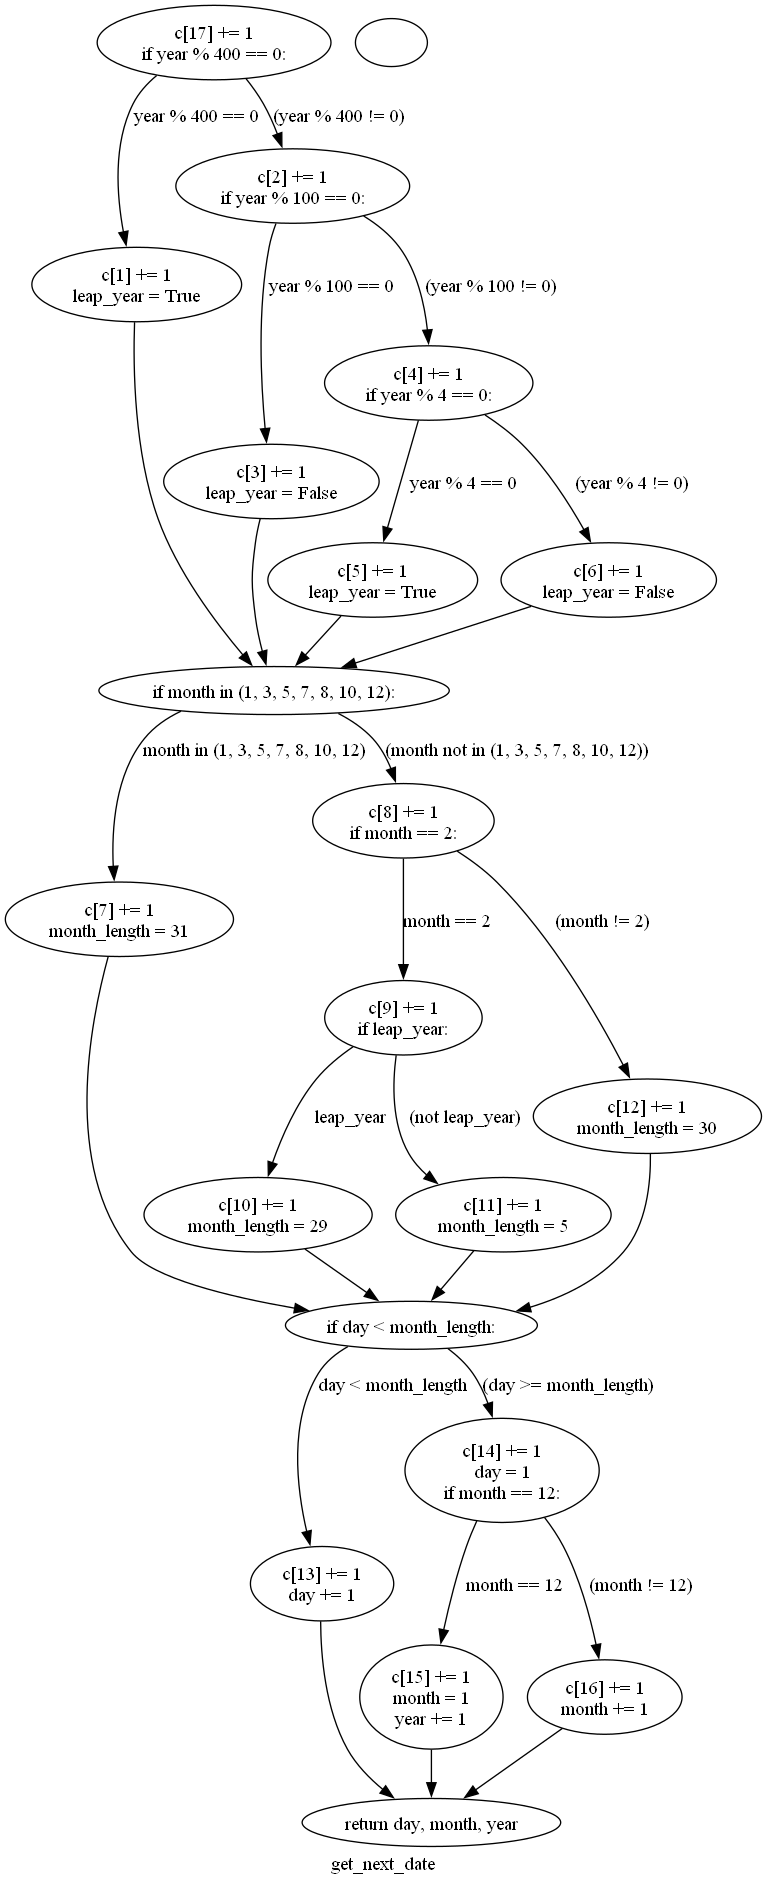 c[17] += 1
if year % 400 == 0:
year % 400 == 0
(year % 400 != 0)
c[2] += 1
if year % 100 == 0:
c[1] += 1
leap_year = True
year % 100 == 0
(year % 100 != 0)
c[4] += 1
if year % 4 == 0:
c[3] += 1
leap_year = False
year % 4 == 0
(year % 4 != 0)
c[5] += 1
leap_year = True
c[6] += 1
leap_year = False
if month in (1, 3, 5, 7, 8, 10, 12):
month in (1, 3, 5, 7, 8, 10, 12)
(month not in (1, 3, 5, 7, 8, 10, 12))
c[8] += 1
if month == 2:
c[7] += 1
month_length = 31
month == 2
(month != 2)
c[9] += 1
if leap_year:
leap_year
(not leap_year)
c[12] += 1
month_length = 30
c[10] += 1
month_length = 29
c[11] += 1
month_length = 5
if day < month_length:
day < month_length
(day >= month_length)
c[14] += 1
day = 1
if month == 12:
c[13] += 1
day += 1
month == 12
(month != 12)
c[15] += 1
month = 1
year += 1
c[16] += 1
month += 1
return day, month, year
get_next_date